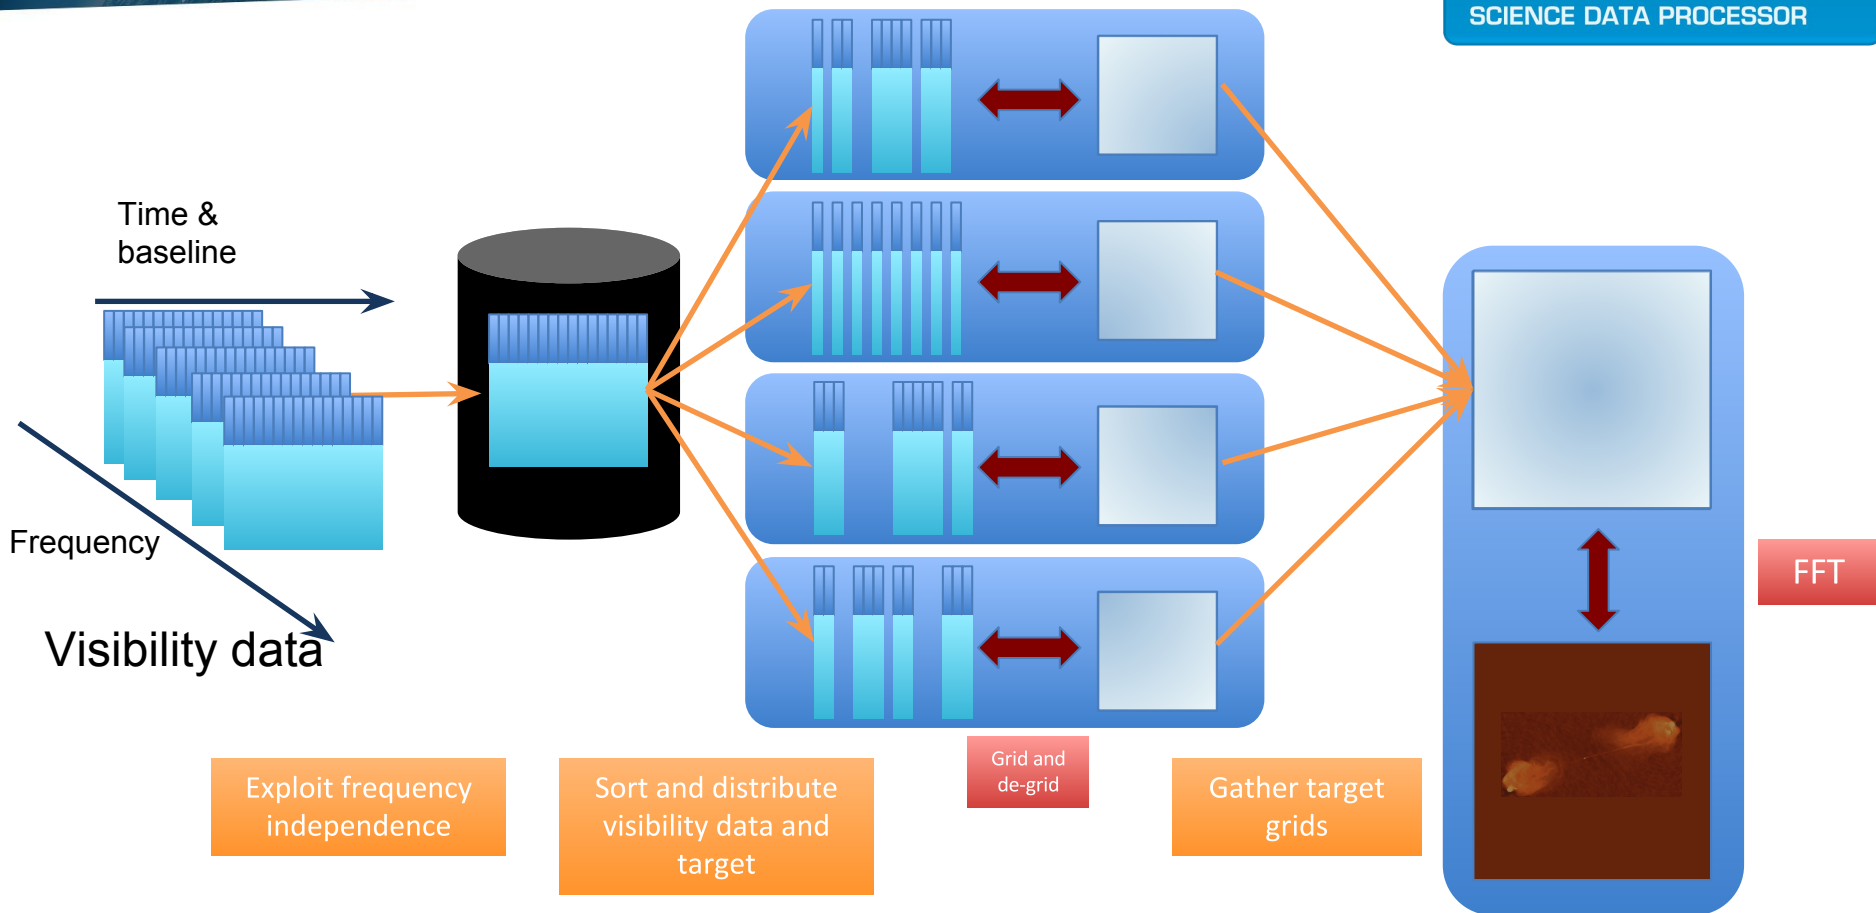 SCIENCE DATA PROCESSOR
Time &
baseline
Frequency
Visibility data
FFT
Grid and
de-grid
Exploit frequency
independence
Sort and distribute
visibility data and
target
Gather target
grids